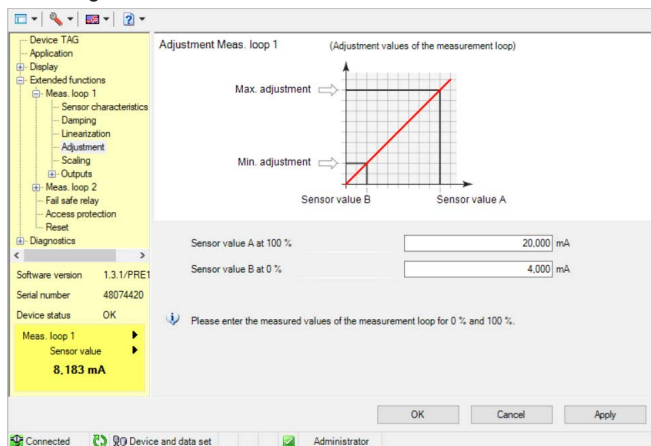 Device TAG
Application
Display
Extended functions
Meas. loop 1
Sensor characteristics
Damping
Linearization
Adjustment
Scaling
Outputs
Meas. loop 2
Fail safe relay
Access protection
Reset
Diagnostics
Software version 1.3.1/PRE1
Serial number 48074420
Device status OK
Meas. loop 1
Sensor value
8,183 mA
Adjustment Meas. loop 1 (Adjustment values of the measurement loop)
Max. adjustment
Min. adjustment
Sensor value B Sensor value A
Sensor value A at 100 % 20,000 mA
Sensor value B at 0 % 4,000 mA
Please enter the measured values of the measurement loop for 0 % and 100 %.
OK Cancel Apply
Connected Device and data set Administrator